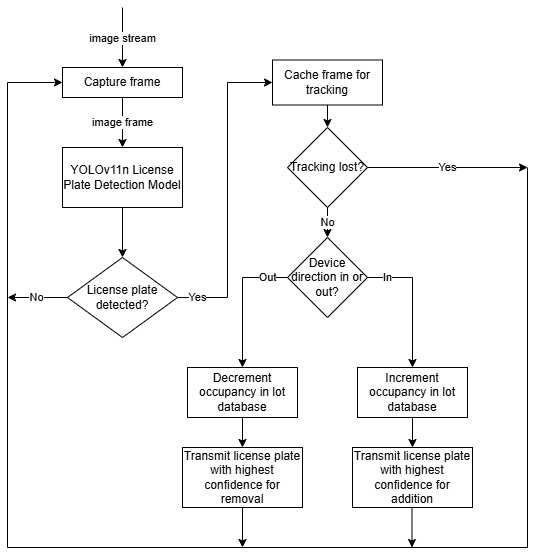 image stream
Capture frame
image frame
YOLOv11n License
Plate Detection Model
License plate
detected?
No
Yes
Cache frame for
tracking
Tracking lost?
Yes
No
Device
direction in or
out?
Out
In
Decrement
occupancy in lot
database
Increment
occupancy in lot
database
Transmit license plate
with highest
confidence for
removal
Transmit license plate
with highest
confidence for
addition